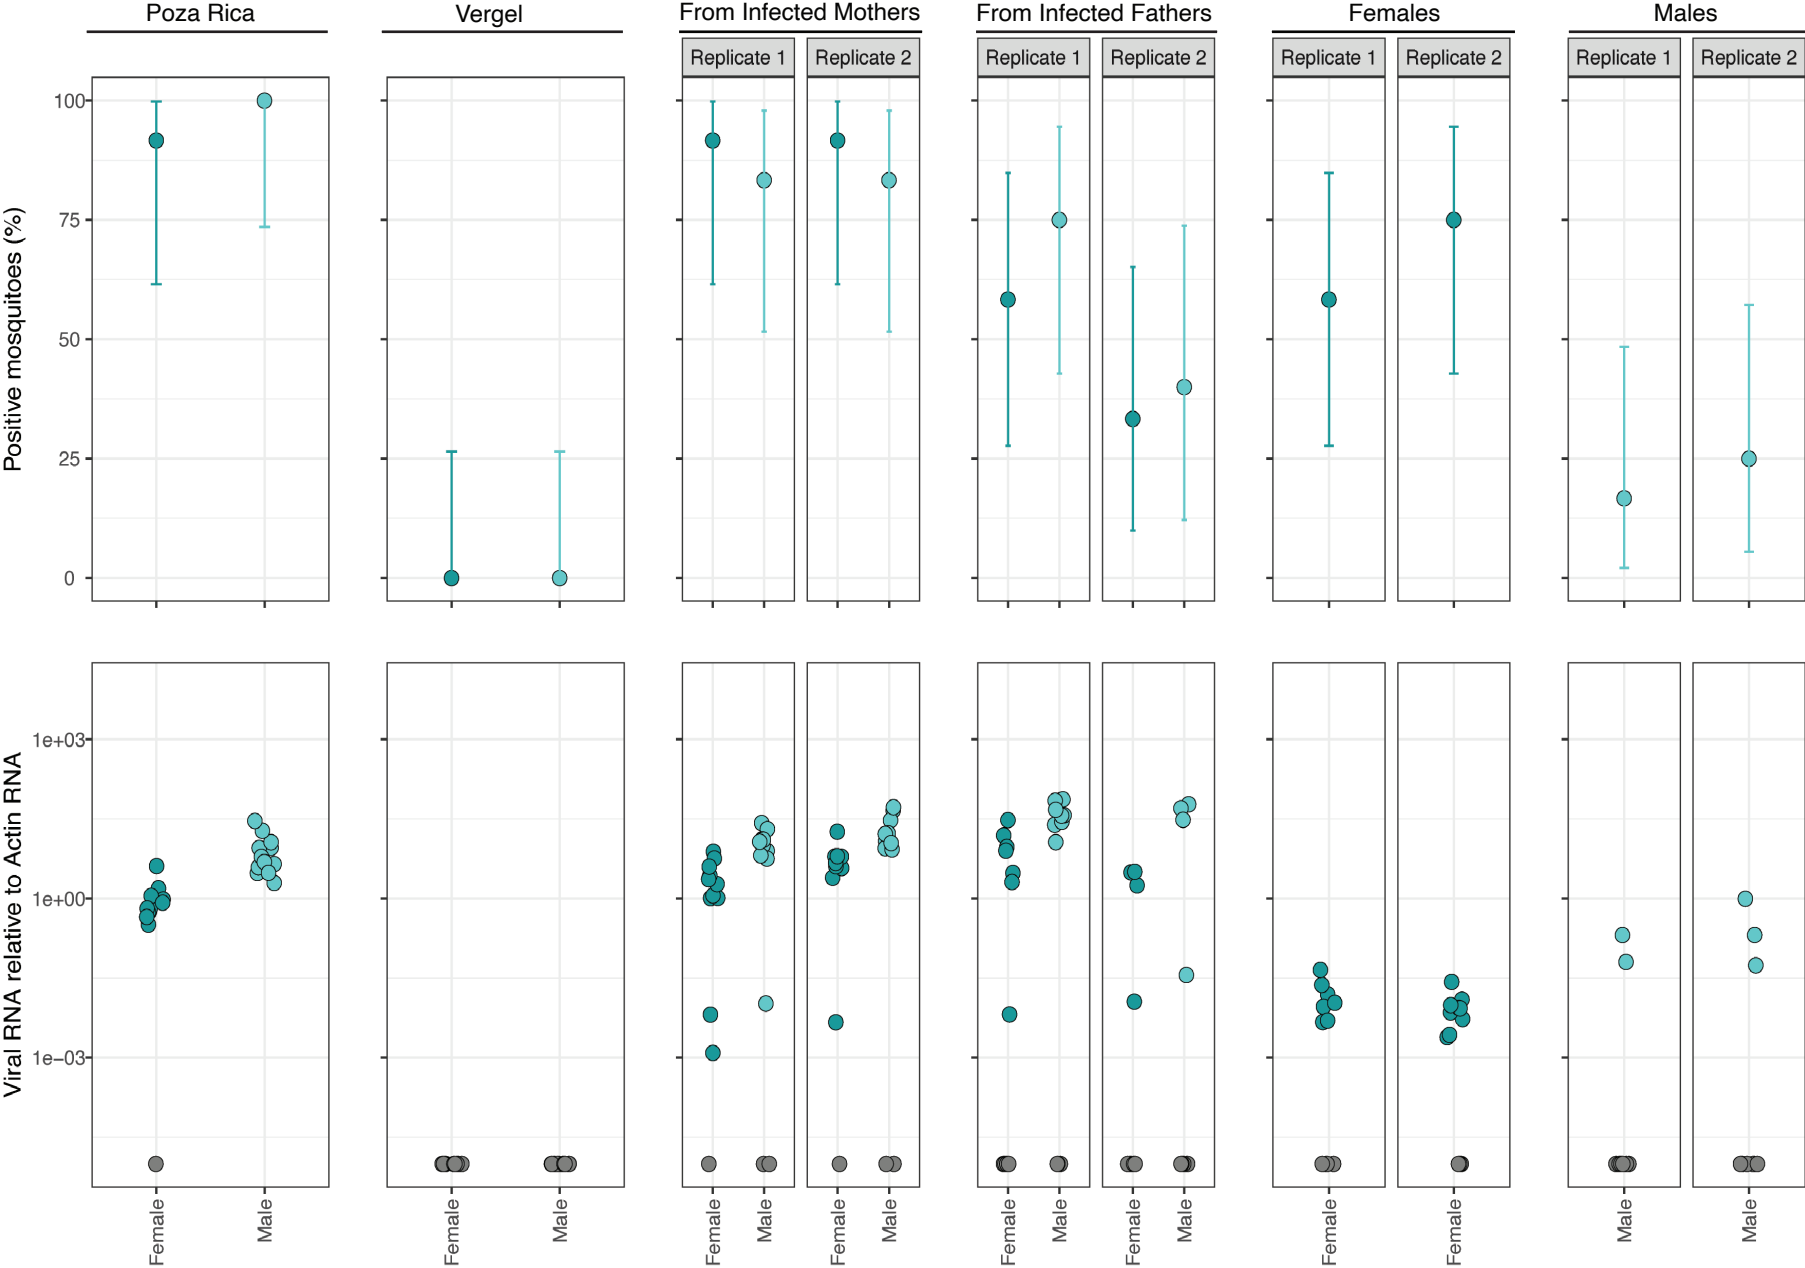 Poza Rica
Vergel
From Infected Mothers
From Infected Fathers
Females
Males
Replicate 1
Replicate 2
Replicate 1
Replicate 2
Replicate 1
Replicate 2
Replicate 1
Replicate 2
Positive mosquitoes (%)
100
75
50
25
0
Viral RNA relative to Actin RNA
1e+03
1e+00
1e−03
Female
Male
Female
Male
Female
Male
Female
Male
Female
Male
Female
Male
Female
Female
Male
Male